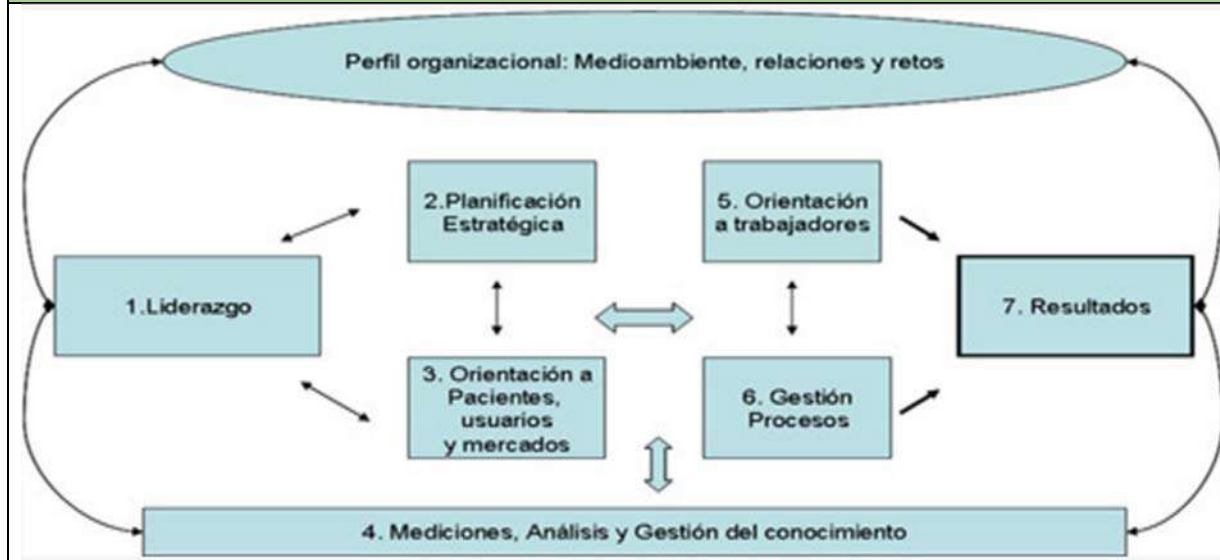 Perfil organizacional: Medioambiente, relaciones y retos
2.Planificación
Estratégica
5. Orientación
a trabajadores
1.Liderazgo
7. Resultados
3. Orientación a
Pacientes,
usuarios
y mercados
6. Gestión
Procesos
4. Mediciones, Análisis y Gestión del conocimiento